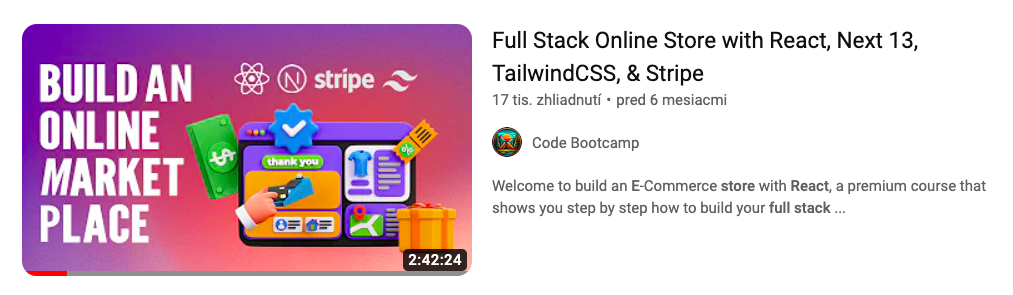 BUILD AN
ONLINE
MARKET
PLACE
N stripe
thank you
2:42:24
Full Stack Online Store with React, Next 13,
TailwindCSS, & Stripe
17 tis. zhliadnutí • pred 6 mesiacmi
Code Bootcamp
Welcome to build an E-Commerce store with React, a premium course that
shows you step by step how to build your full stack ...